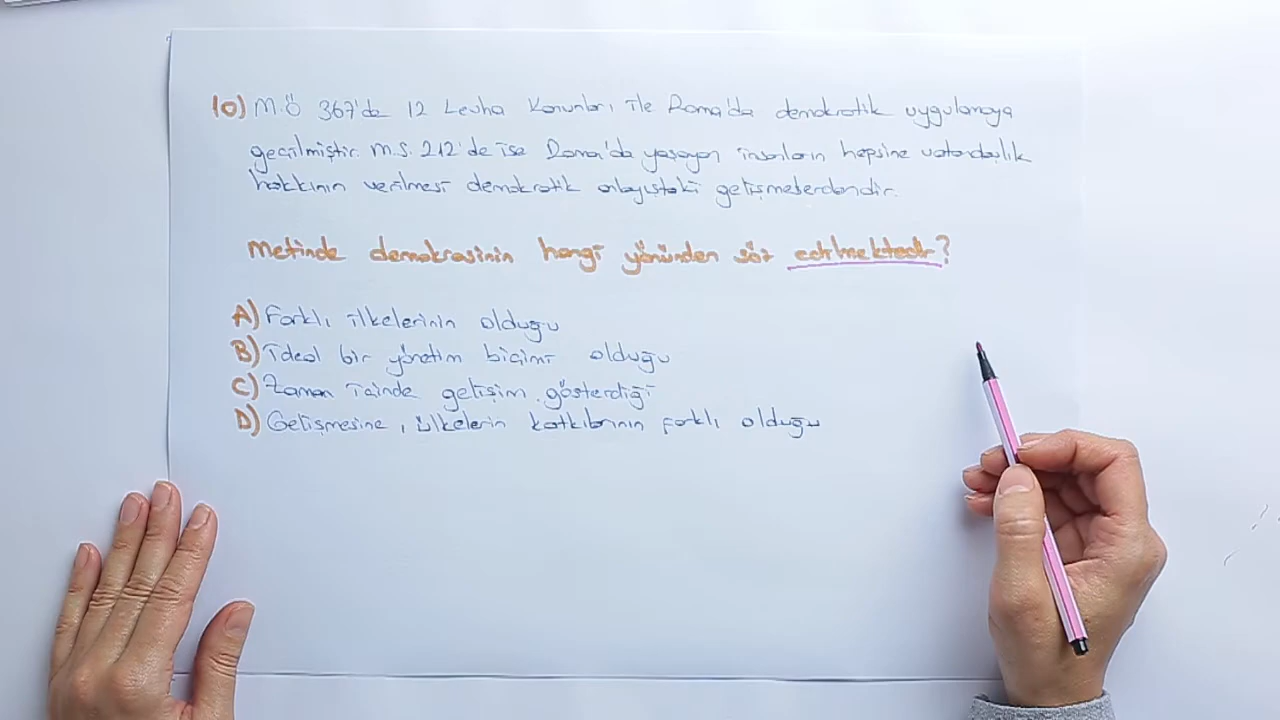 10) M.Ö 367'de 12 Levha Kanunları ile Roma'da demokratik uygulamaya
geçilmiştir. M.S. 212'de ise Roma'da yaşayan insanların hepsine vatandaşlık
hakkının verilmesi demokratik anlayıştaki gelişmelerdendir.
Metinde demokrasinin hangi yönünden söz edilmektedir?
A) Farklı ilkelerinin olduğu
B) İdeal bir yönetim biçimi olduğu
C) Zaman içinde gelişim gösterdiği
D) Gelişmesine, ülkelerin katkılarının farklı olduğu